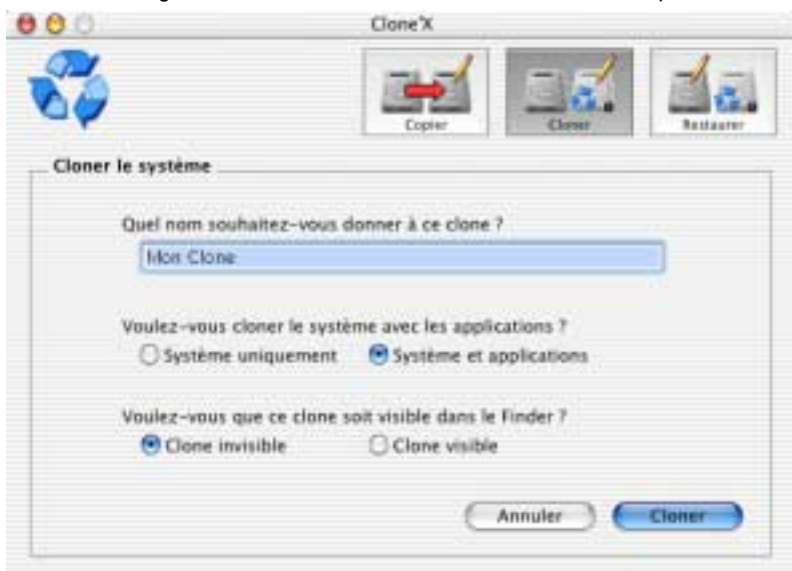 Clone'X
Copier Cloner Restaurer
Cloner le système
Quel nom souhaitez-vous donner à ce clone ?
Mon Clone
Voulez-vous cloner le système avec les applications ?
Système uniquement Système et applications
Voulez-vous que ce clone soit visible dans le Finder ?
Clone invisible Clone visible
Annuler Cloner